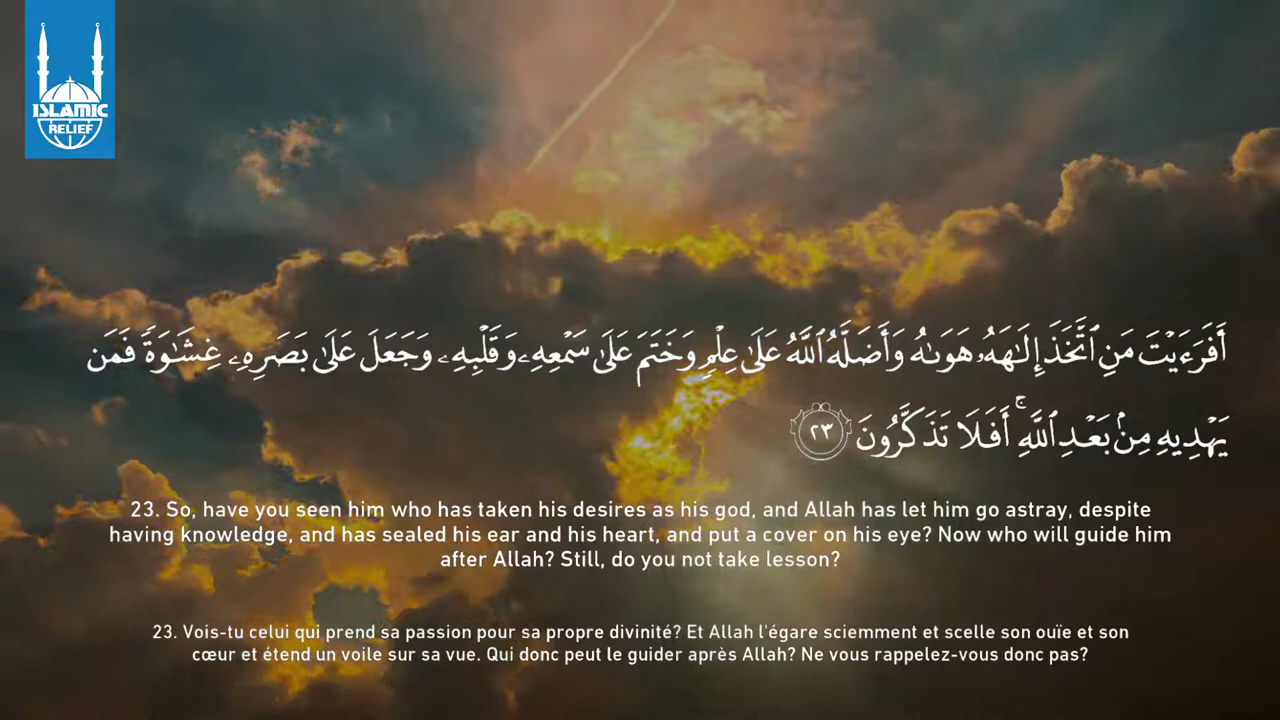 ISLAMIC
RELIEF
أَفَرَءَيْتَ مَنِ ٱتَّخَذَ إِلَـٰهَهُۥ هَوَىٰهُ وَأَضَلَّهُ ٱللَّهُ عَلَىٰ عِلْمٍ وَخَتَمَ عَلَىٰ سَمْعِهِۦ وَقَلْبِهِۦ وَجَعَلَ عَلَىٰ بَصَرِهِۦ غِشَـٰوَةً فَمَن
يَهْدِيهِ مِنۢ بَعْدِ ٱللَّهِ ۚ أَفَلَا تَذَكَّرُونَ ٢٣
23. So, have you seen him who has taken his desires as his god, and Allah has let him go astray, despite
having knowledge, and has sealed his ear and his heart, and put a cover on his eye? Now who will guide him
after Allah? Still, do you not take lesson?
23. Vois-tu celui qui prend sa passion pour sa propre divinité? Et Allah l'égare sciemment et scelle son ouïe et son
cœur et étend un voile sur sa vue. Qui donc peut le guider après Allah? Ne vous rappelez-vous donc pas?